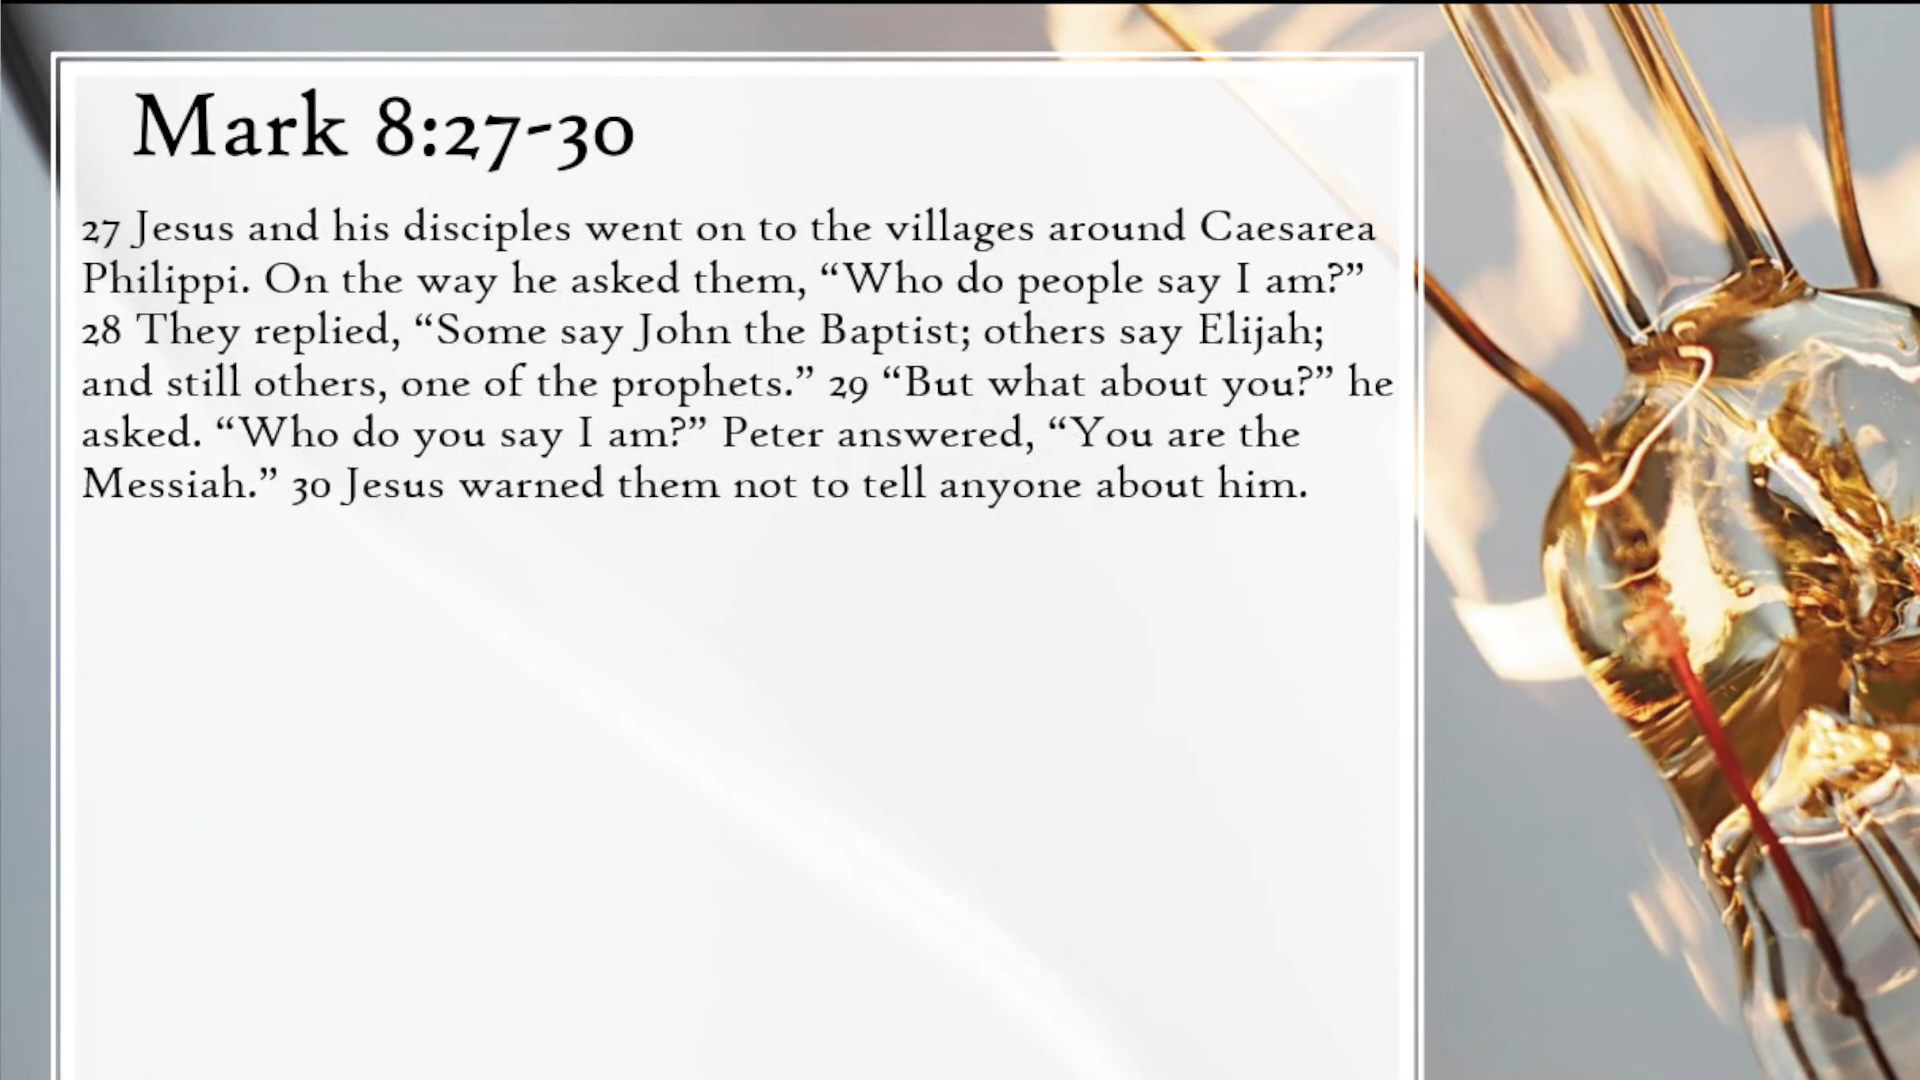 Mark 8:27-30
27 Jesus and his disciples went on to the villages around Caesarea
Philippi. On the way he asked them, “Who do people say I am?”
28 They replied, “Some say John the Baptist; others say Elijah;
and still others, one of the prophets.” 29 “But what about you?” he
asked. “Who do you say I am?” Peter answered, “You are the
Messiah.” 30 Jesus warned them not to tell anyone about him.